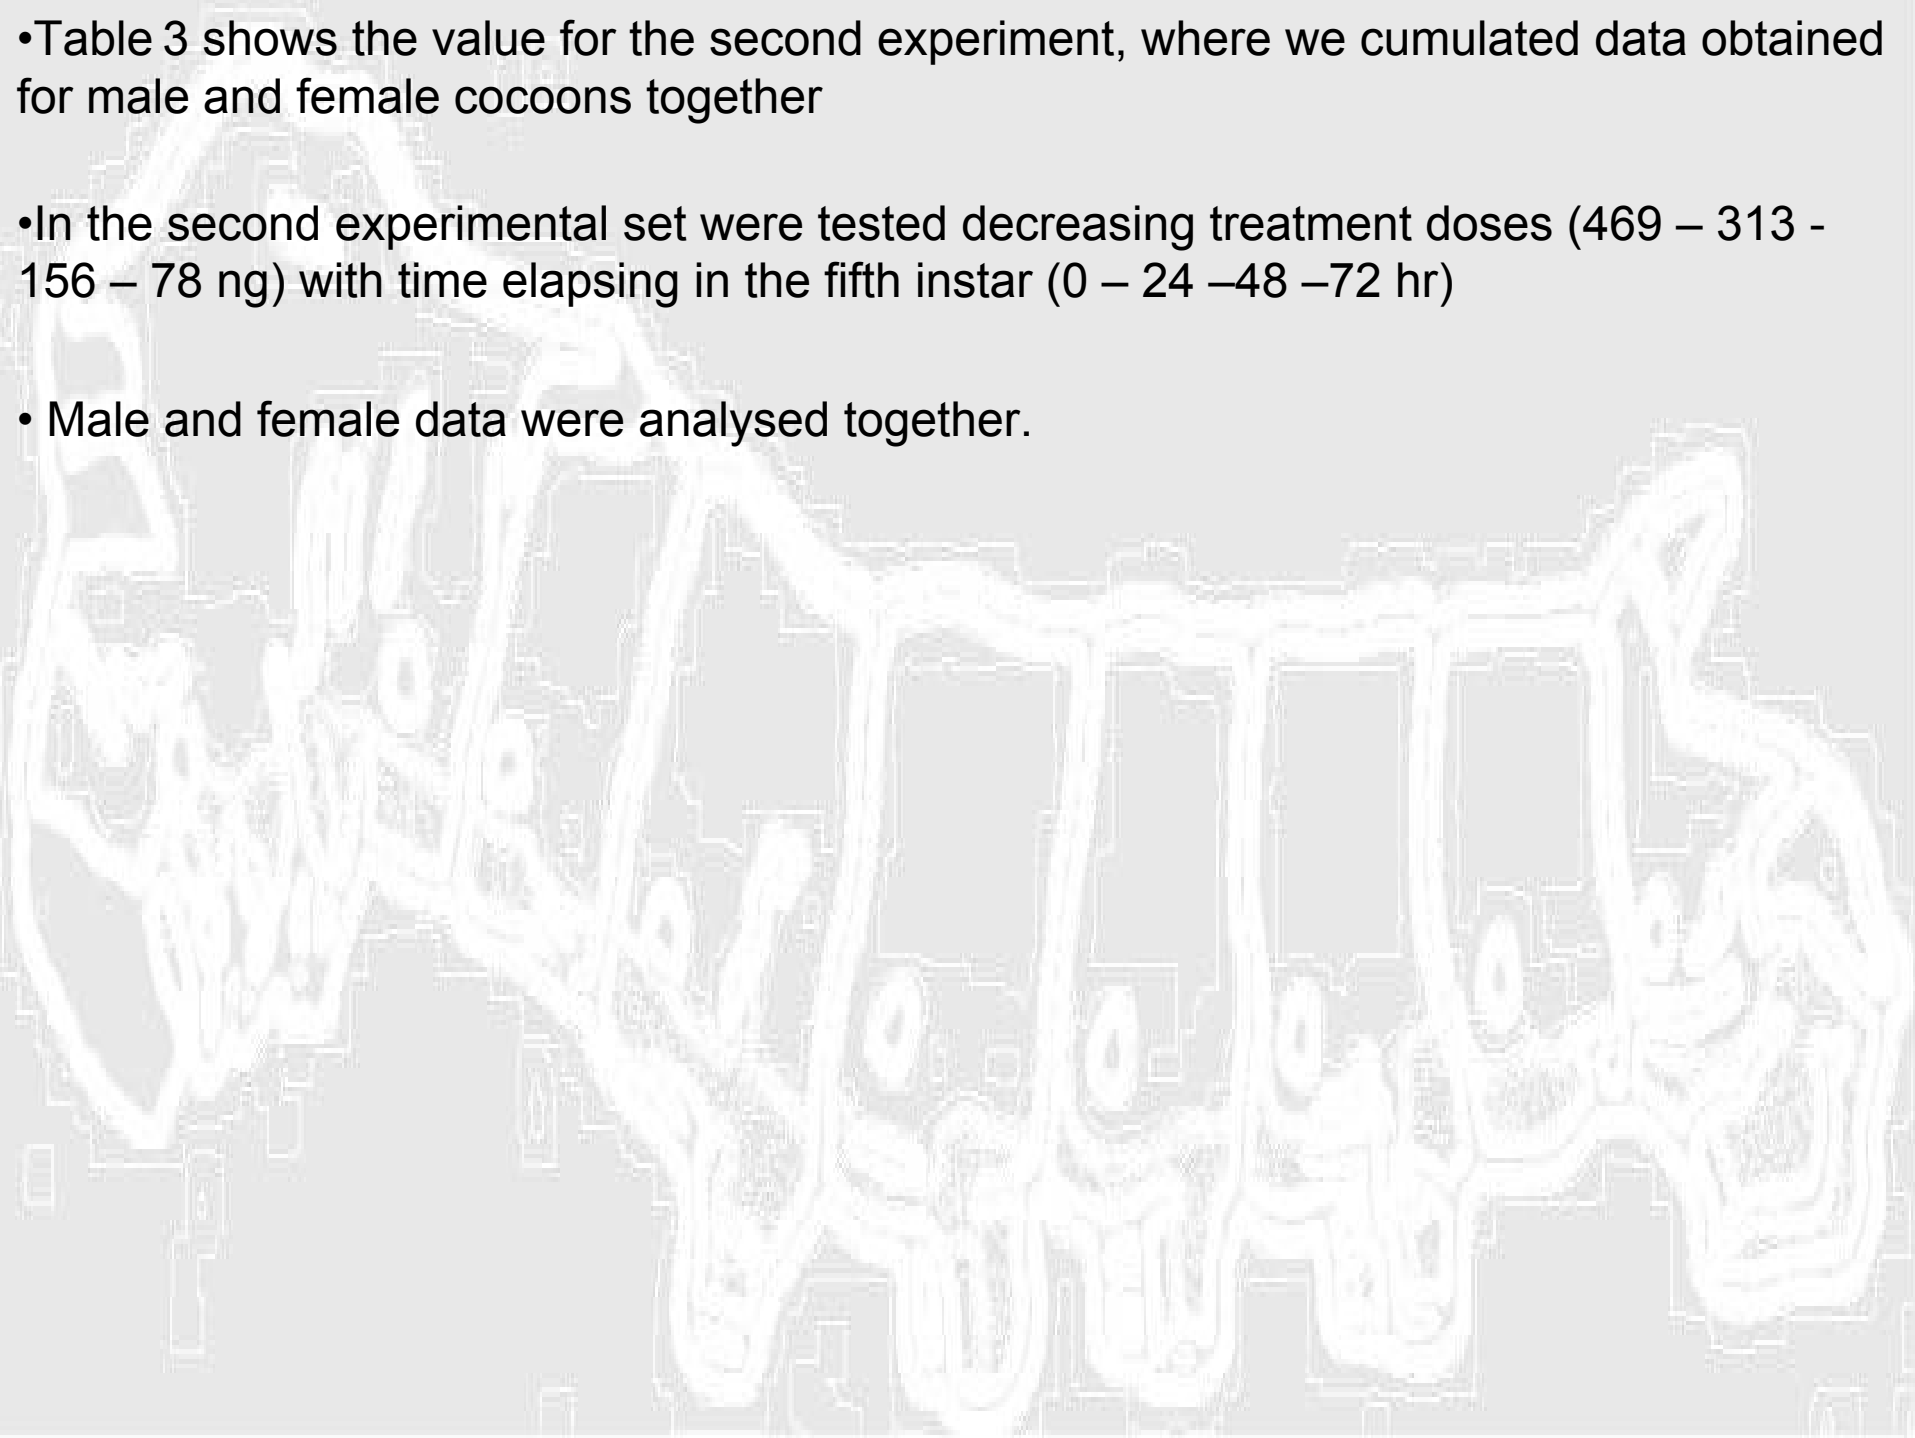 •Table 3 shows the value for the second experiment, where we cumulated data obtained
for male and female cocoons together
•In the second experimental set were tested decreasing treatment doses (469 – 313 -
156 – 78 ng) with time elapsing in the fifth instar (0 – 24 –48 –72 hr)
• Male and female data were analysed together.